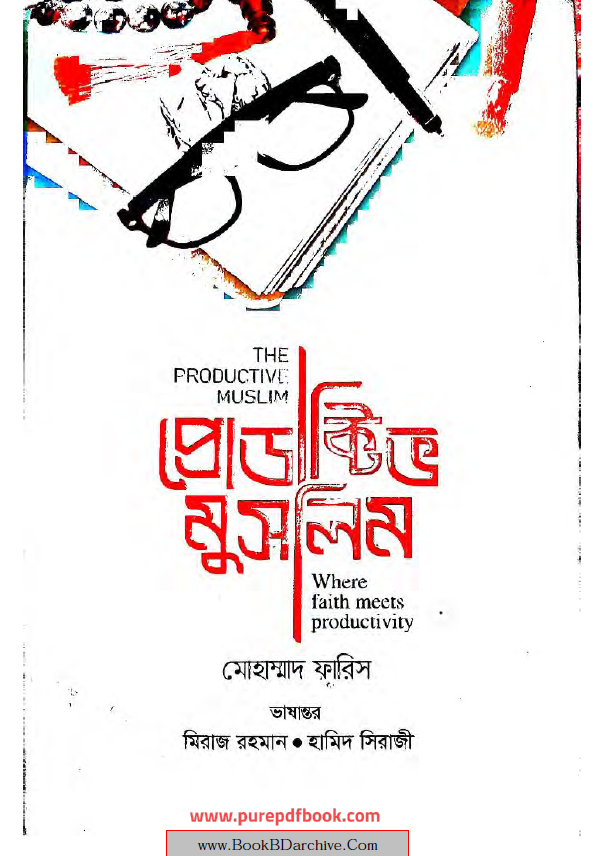 THE
PRODUCTIVE
MUSLIM
প্রোডাক্টিভ
মুসলিম
Where
faith meets
productivity
মোহাম্মাদ ফারিস
ভাষান্তর
মিরাজ রহমান ● হামিদ সিরাজী
www.purepdfbook.com
www.BookBDarchive.Com